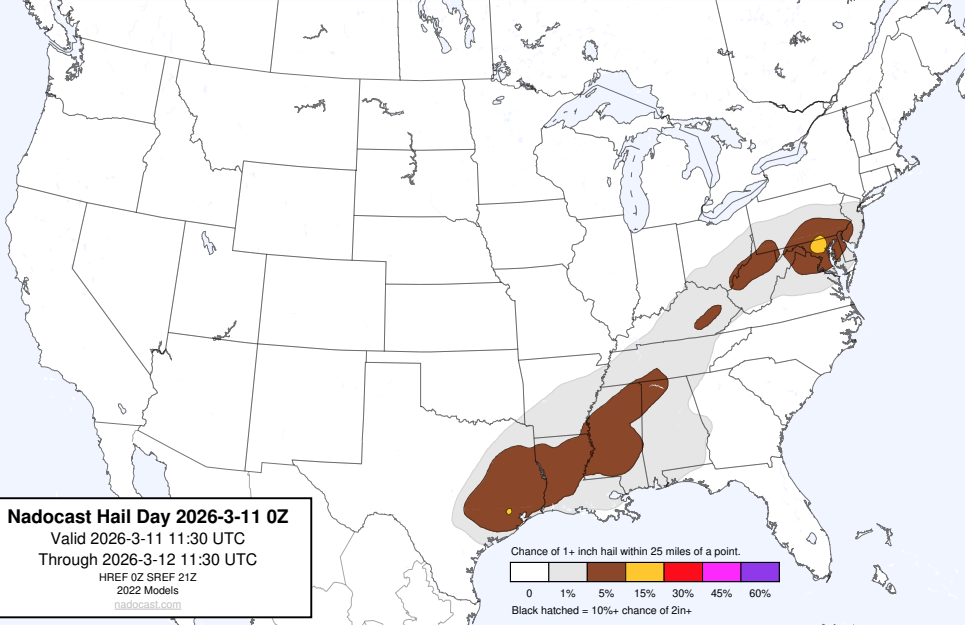 Nadocast Hail Day 2026-3-11 0Z
Valid 2026-3-11 11:30 UTC
Through 2026-3-12 11:30 UTC
HREF 0Z SREF 21Z
2022 Models
nadocast.com
Chance of 1+ inch hail within 25 miles of a point.
0 1% 5% 15% 30% 45% 60%
Black hatched = 10%+ chance of 2in+